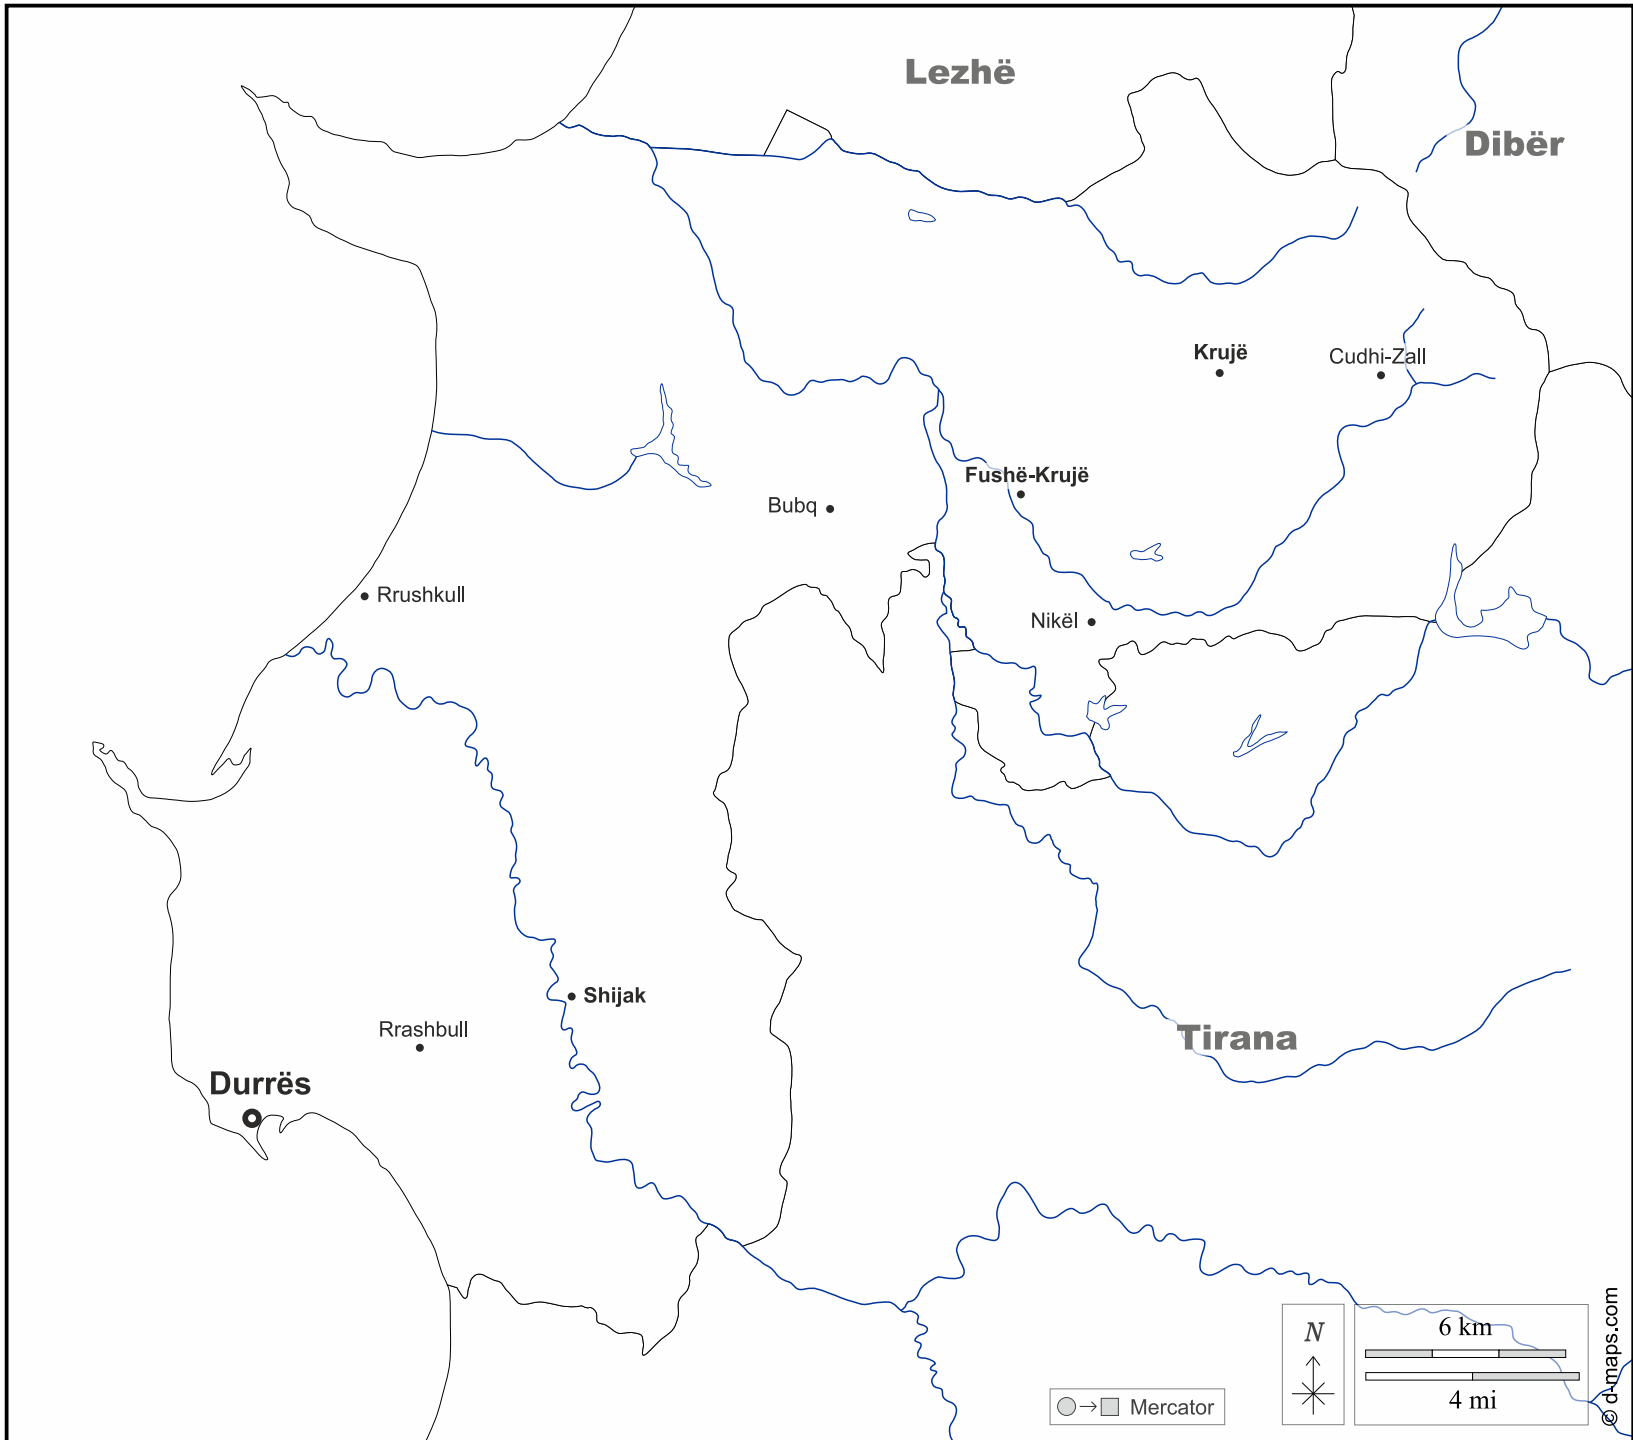 Lezhë
Dibër
Krujë
Cudhi-Zall
Fushë-Krujë
Bubq
Rrushkull
Nikël
Shijak
Rrashbull
Tirana
Durrës
N
6 km
4 mi
Mercator
© d-maps.com